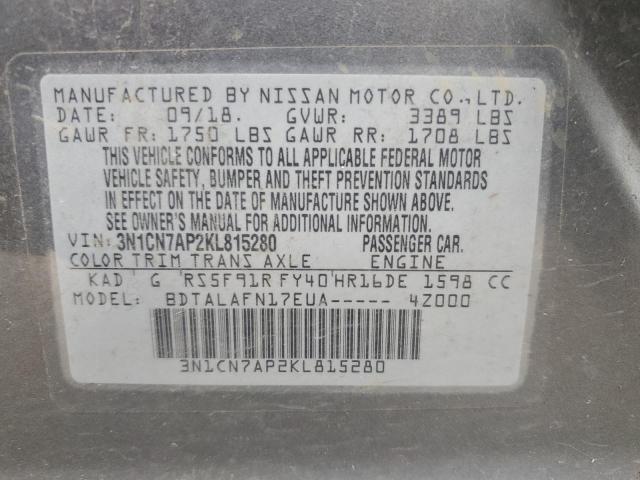 MANUFACTURED BY NISSAN MOTOR CO.,LTD.
DATE: 09/18. GVWR: 3389 LBS
GAWR FR: 1750 LBS GAWR RR: 1708 LBS
THIS VEHICLE CONFORMS TO ALL APPLICABLE FEDERAL MOTOR
VEHICLE SAFETY, BUMPER AND THEFT PREVENTION STANDARDS
IN EFFECT ON THE DATE OF MANUFACTURE SHOWN ABOVE.
SEE OWNER'S MANUAL FOR ADDITIONAL INFORMATION.
VIN: 3N1CN7AP2KL815280 PASSENGER CAR.
COLOR TRIM TRANS AXLE ENGINE
KAD G RS5F91R FY40 HR16DE 1598 CC
MODEL: BDTALAFN17EUA----- 4Z000
3N1CN7AP2KL815280